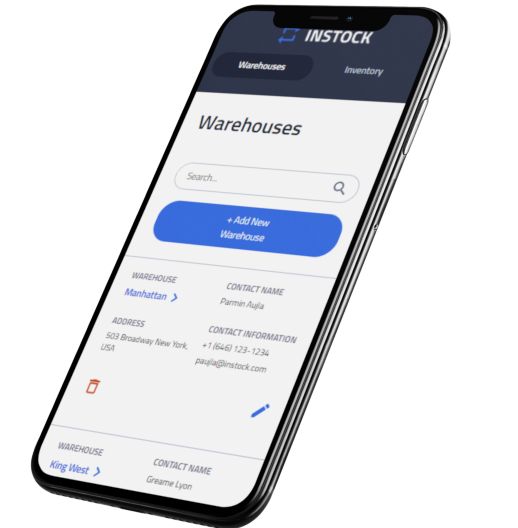 INSTOCK
Warehouses Inventory
Warehouses
Search...
+ Add New
Warehouse
WAREHOUSE CONTACT NAME
Manhattan Parmin Aujla
ADDRESS CONTACT INFORMATION
503 Broadway New York, +1 (646) 123-1234
USA paujla@instock.com
WAREHOUSE CONTACT NAME
King West Graeme Lyon